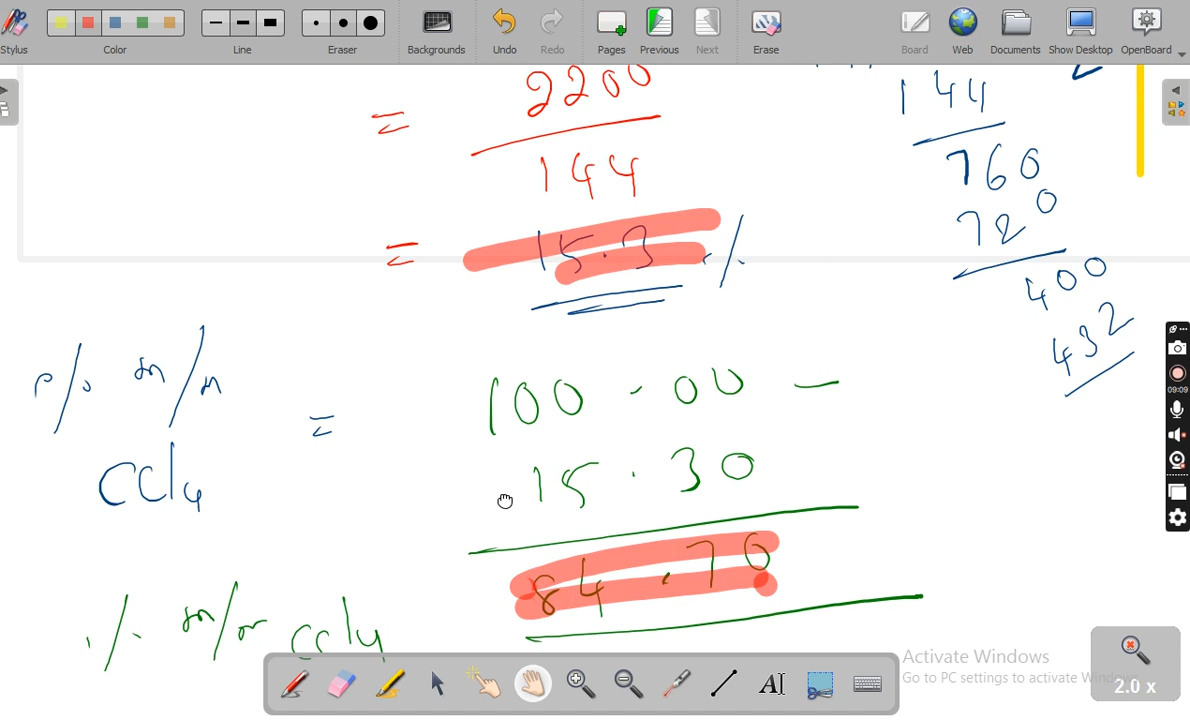 Stylus Color Line Eraser Backgrounds Undo Redo Pages Previous Next Erase Board Web Documents Show Desktop OpenBoard
= 2200
144
= 15.3 %
144
760
720
400
432
% m/m
CCl4
=
100.00 -
15.30
84.70
% m/m CCl4
09:09
Activate Windows
Go to PC settings to activate Windows
2.0 x